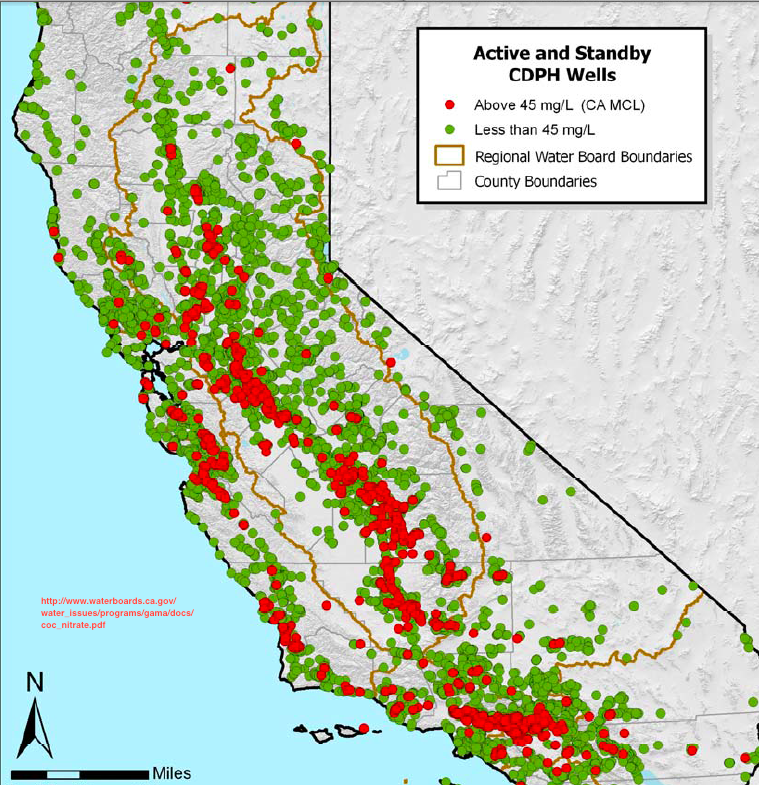 Active and Standby
CDPH Wells
Above 45 mg/L (CA MCL)
Less than 45 mg/L
Regional Water Board Boundaries
County Boundaries
http://www.waterboards.ca.gov/
water_issues/programs/gama/docs/
coc_nitrate.pdf
N
Miles